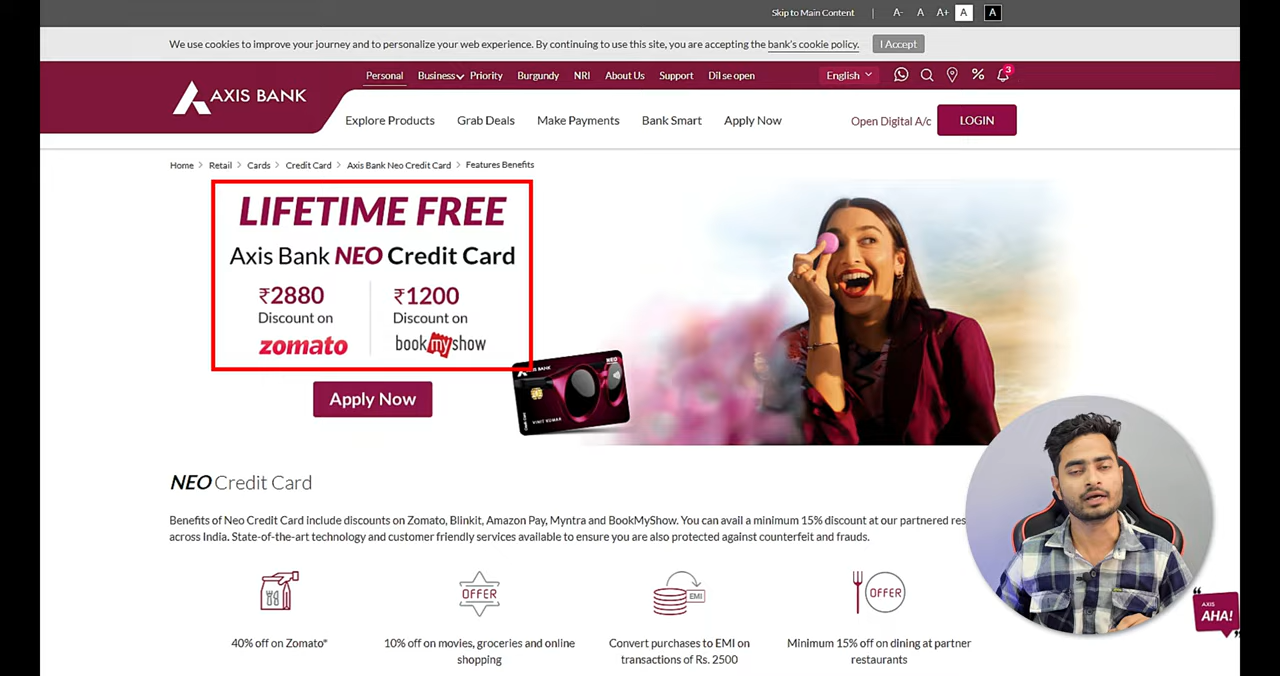 Skip to Main Content | A- A A+ A A
We use cookies to improve your journey and to personalize your web experience. By continuing to use this site, you are accepting the bank's cookie policy. I Accept
Personal Business Priority Burgundy NRI About Us Support Dil se open English 3
AXIS BANK
Explore Products Grab Deals Make Payments Bank Smart Apply Now Open Digital A/c LOGIN
Home > Retail > Cards > Credit Card > Axis Bank Neo Credit Card > Features Benefits
LIFETIME FREE
Axis Bank NEO Credit Card
₹2880 ₹1200
Discount on Discount on
zomato bookmyshow
AXIS BANK NEO
VINIT KUMAR
Apply Now
NEO Credit Card
Benefits of Neo Credit Card include discounts on Zomato, Blinkit, Amazon Pay, Myntra and BookMyShow. You can avail a minimum 15% discount at our partnered res
across India. State-of-the-art technology and customer friendly services available to ensure you are also protected against counterfeit and frauds.
OFFER EMI OFFER
AXIS
AHA!
40% off on Zomato* 10% off on movies, groceries and online Convert purchases to EMI on Minimum 15% off on dining at partner
shopping transactions of Rs. 2500 restaurants